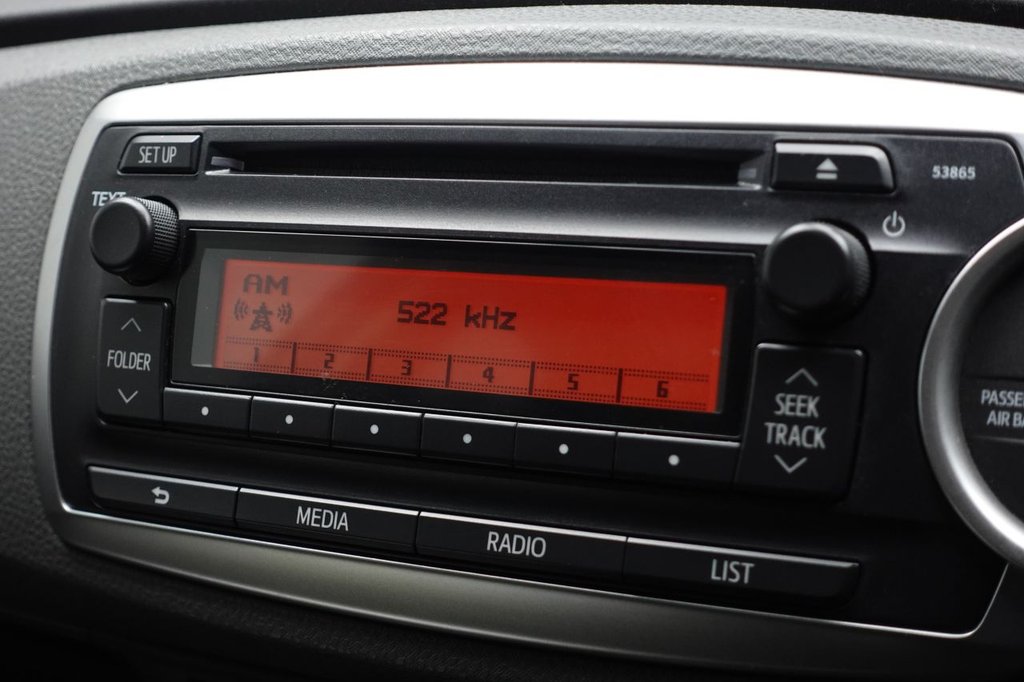 SET UP
53865
TEXT
AM
522 kHz
1 2 3 4 5 6
FOLDER
SEEK
TRACK
PASSE
AIR BA
MEDIA
RADIO
LIST